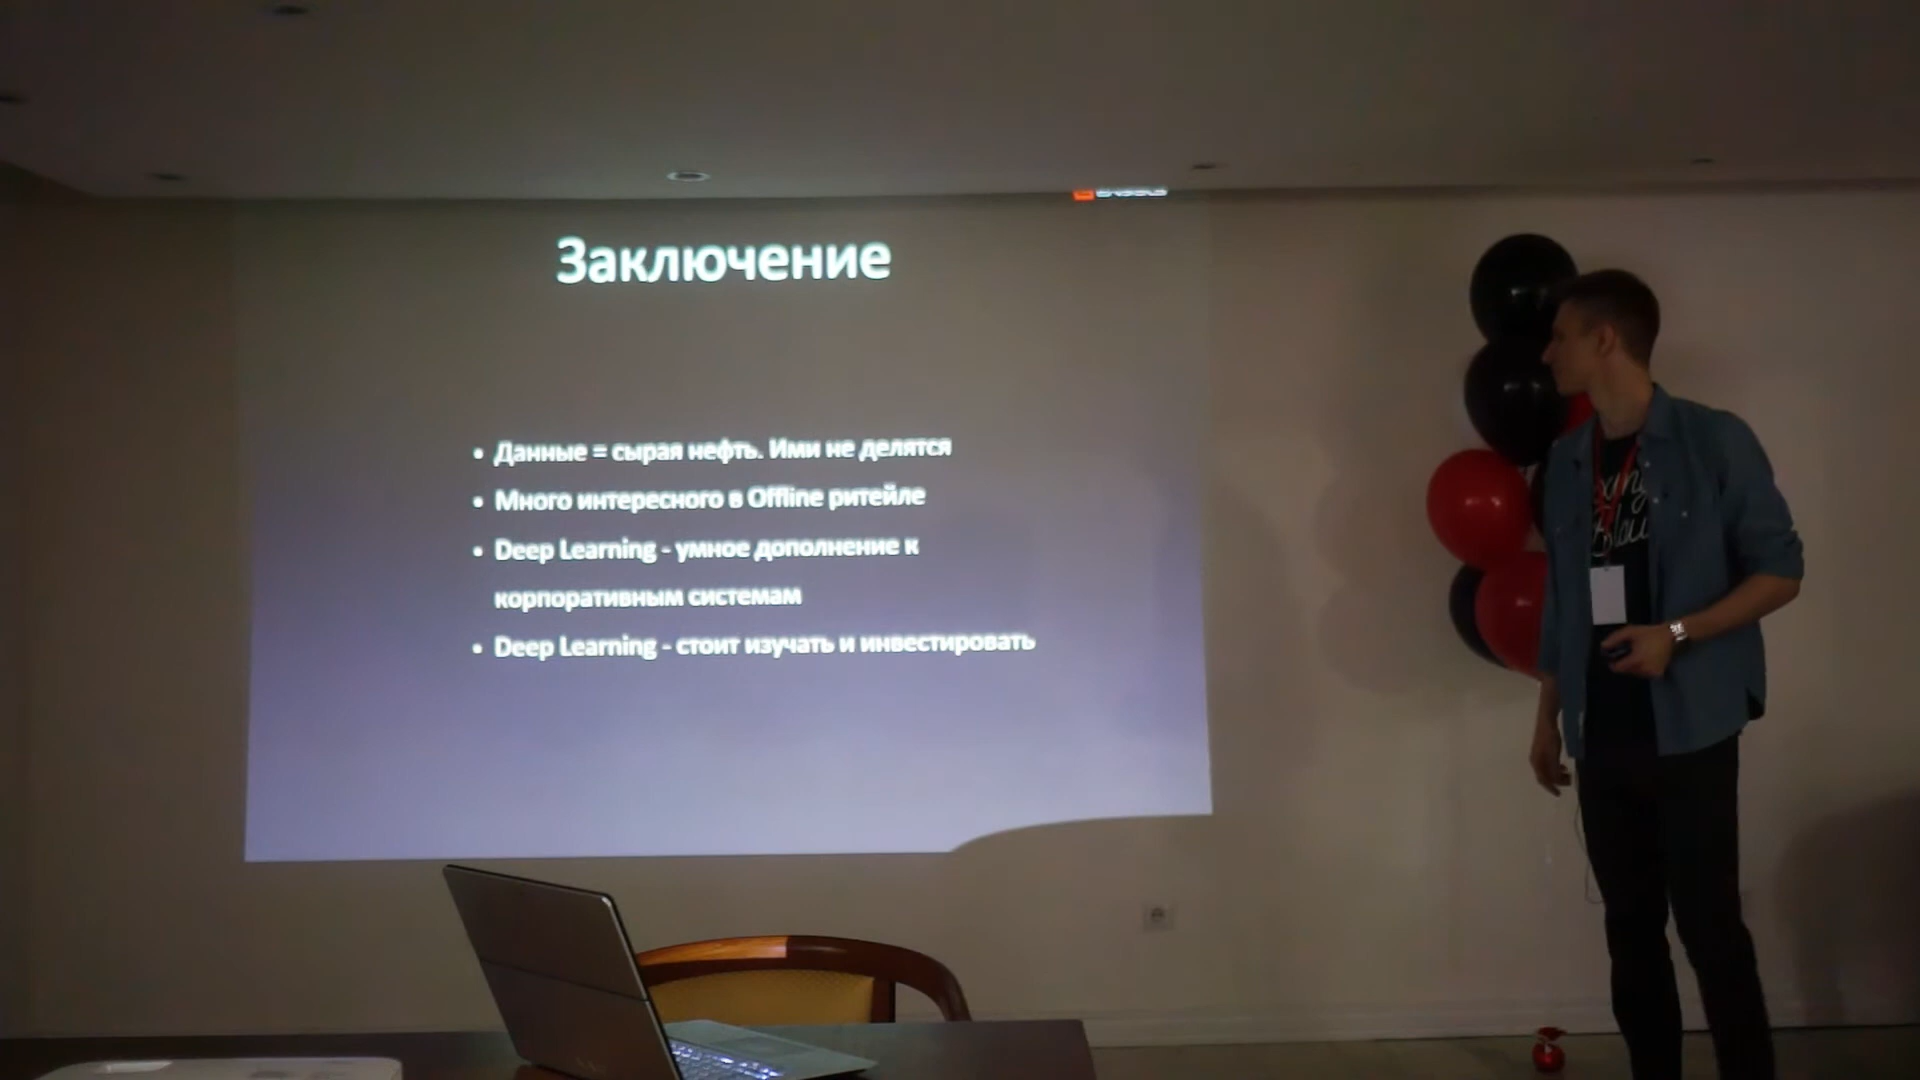 Заключение
• Данные = сырая нефть. Ими не делятся
• Много интересного в Offline ритейле
• Deep Learning - умное дополнение к
корпоративным системам
• Deep Learning - стоит изучать и инвестировать